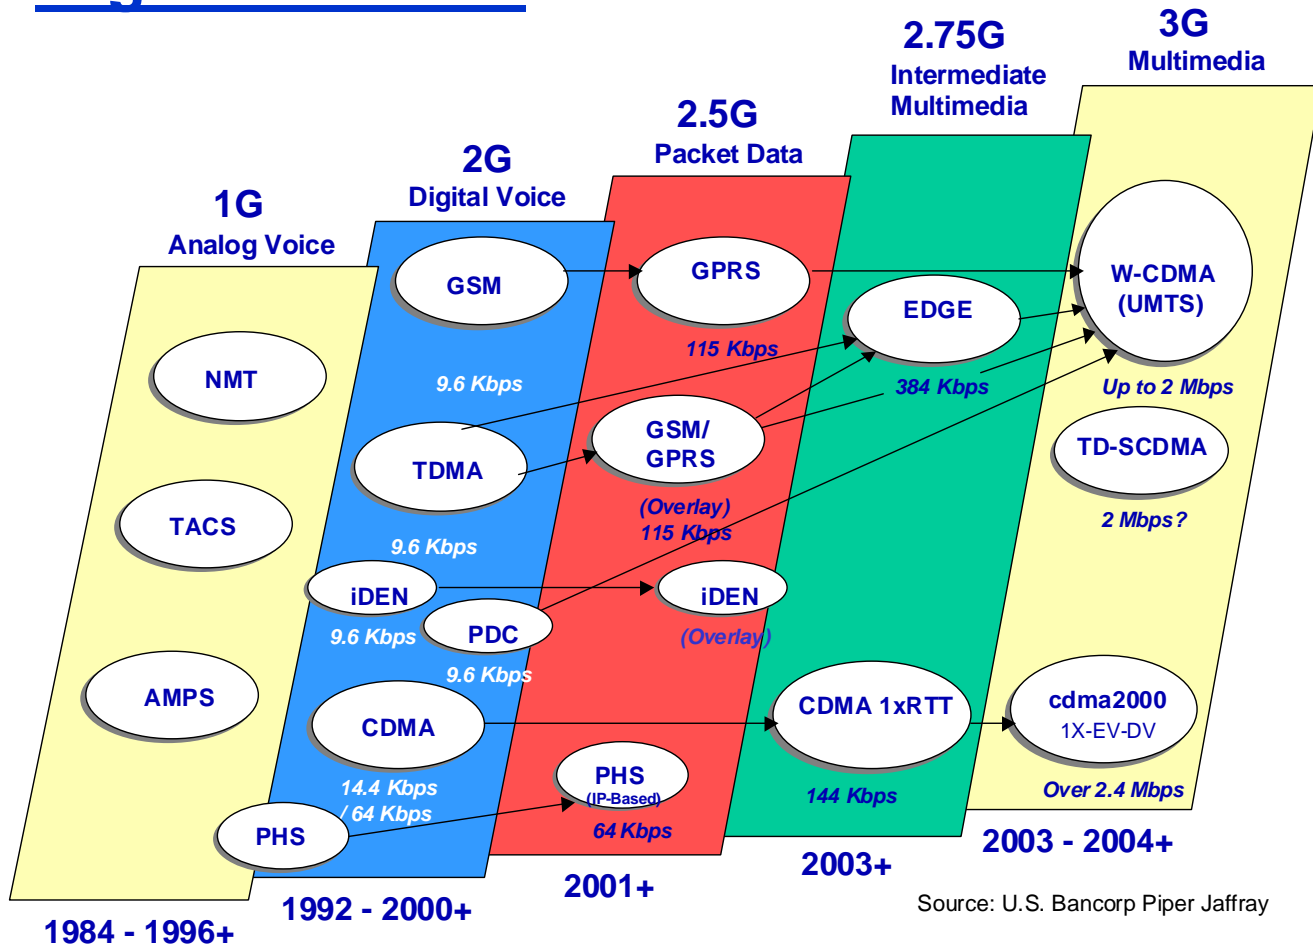 1G
Analog Voice
NMT
TACS
AMPS
PHS
1984 - 1996+
2G
Digital Voice
GSM
9.6 Kbps
TDMA
9.6 Kbps
iDEN
9.6 Kbps
PDC
9.6 Kbps
CDMA
14.4 Kbps
/ 64 Kbps
1992 - 2000+
2.5G
Packet Data
GPRS
115 Kbps
GSM/
GPRS
(Overlay)
115 Kbps
iDEN
(Overlay)
PHS
(IP-Based)
64 Kbps
2001+
2.75G
Intermediate
Multimedia
EDGE
384 Kbps
CDMA 1xRTT
144 Kbps
2003+
3G
Multimedia
W-CDMA
(UMTS)
Up to 2 Mbps
TD-SCDMA
2 Mbps?
cdma2000
1X-EV-DV
Over 2.4 Mbps
2003 - 2004+
Source: U.S. Bancorp Piper Jaffray